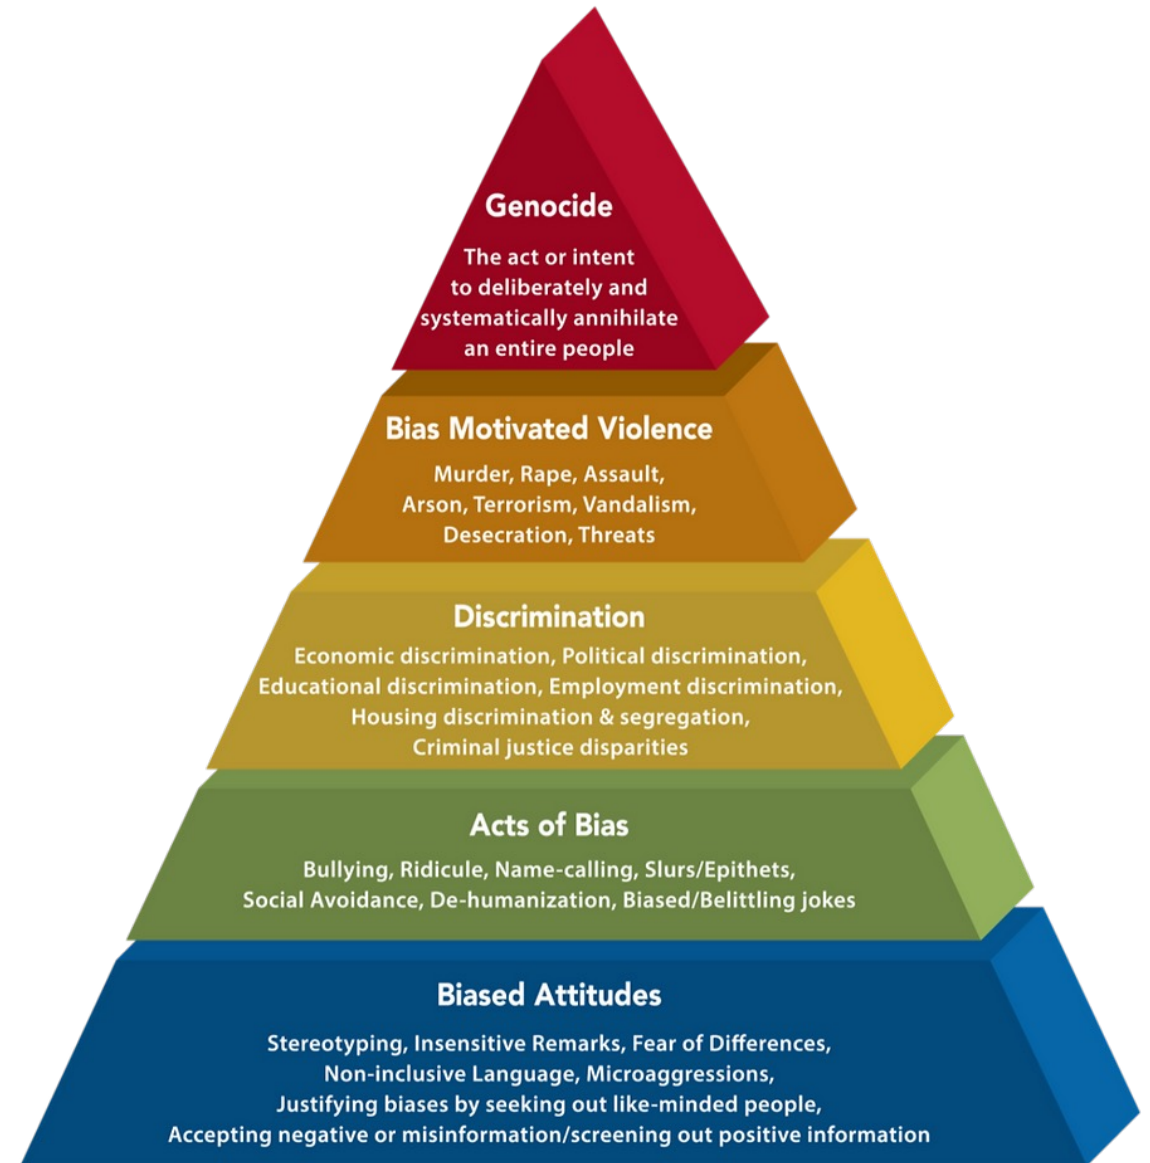 Genocide
The act or intent
to deliberately and
systematically annihilate
an entire people
Bias Motivated Violence
Murder, Rape, Assault,
Arson, Terrorism, Vandalism,
Desecration, Threats
Discrimination
Economic discrimination, Political discrimination,
Educational discrimination, Employment discrimination,
Housing discrimination & segregation,
Criminal justice disparities
Acts of Bias
Bullying, Ridicule, Name-calling, Slurs/Epithets,
Social Avoidance, De-humanization, Biased/Belittling jokes
Biased Attitudes
Stereotyping, Insensitive Remarks, Fear of Differences,
Non-inclusive Language, Microaggressions,
Justifying biases by seeking out like-minded people,
Accepting negative or misinformation/screening out positive information